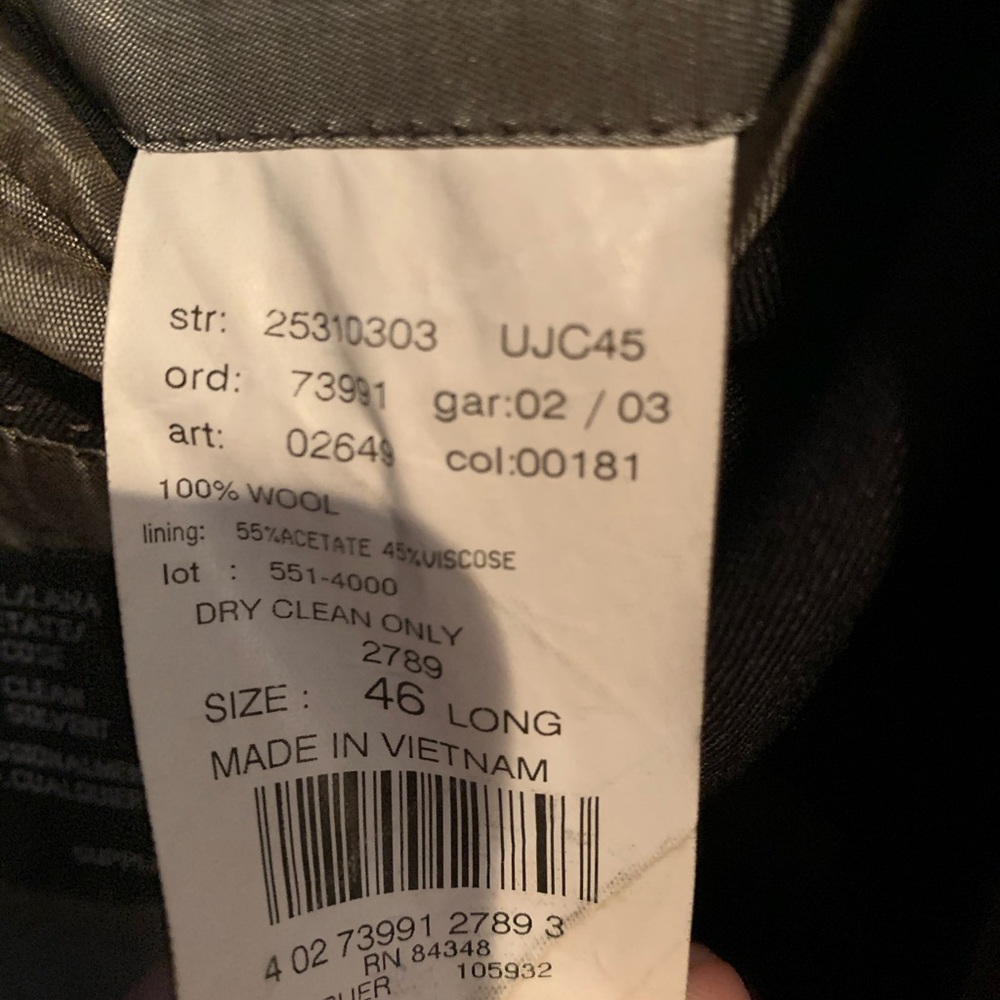 str: 25310303 UJC45
ord: 73991 gar:02 / 03
art: 02649 col:00181
100% WOOL
lining: 55%ACETATE 45%VISCOSE
lot : 551-4000
DRY CLEAN ONLY
2789
SIZE : 46 LONG
MADE IN VIETNAM
4 02 73991 2789 3
RN 84348
105932
CLEAN